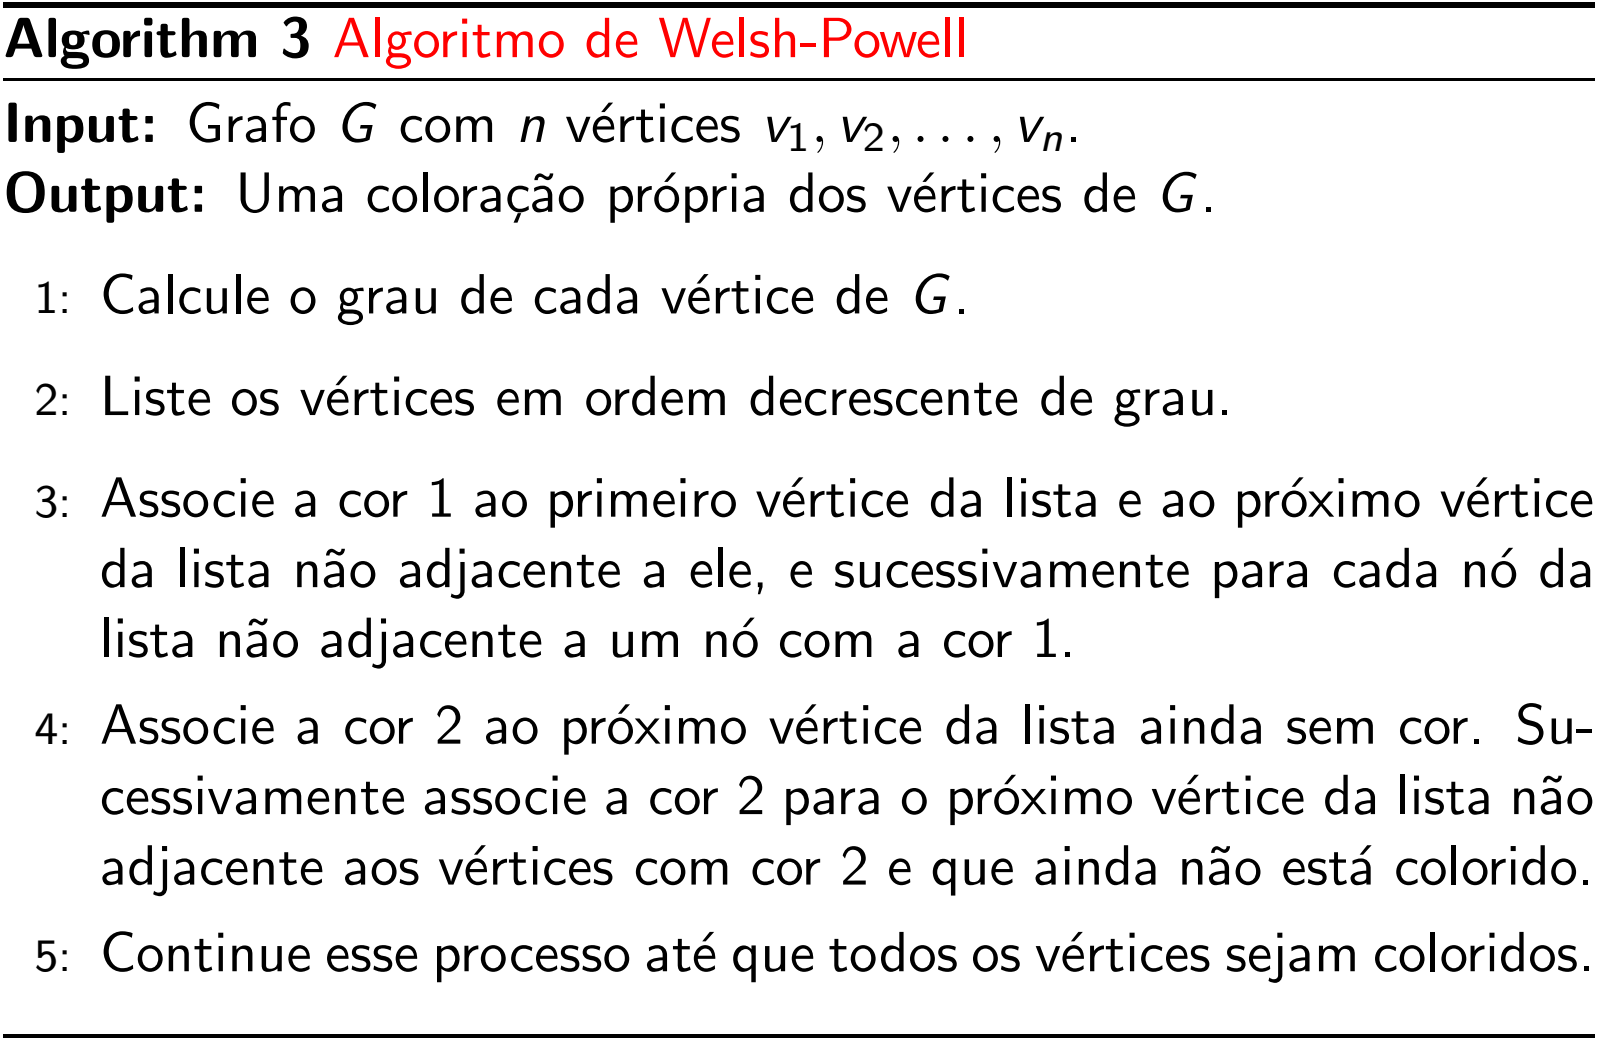 Algorithm 3 Algoritmo de Welsh-Powell
Input: Grafo G com n vértices v₁, v₂, . . . , vₙ.
Output: Uma coloração própria dos vértices de G.
1: Calcule o grau de cada vértice de G.
2: Liste os vértices em ordem decrescente de grau.
3: Associe a cor 1 ao primeiro vértice da lista e ao próximo vértice
da lista não adjacente a ele, e sucessivamente para cada nó da
lista não adjacente a um nó com a cor 1.
4: Associe a cor 2 ao próximo vértice da lista ainda sem cor. Su-
cessivamente associe a cor 2 para o próximo vértice da lista não
adjacente aos vértices com cor 2 e que ainda não está colorido.
5: Continue esse processo até que todos os vértices sejam coloridos.